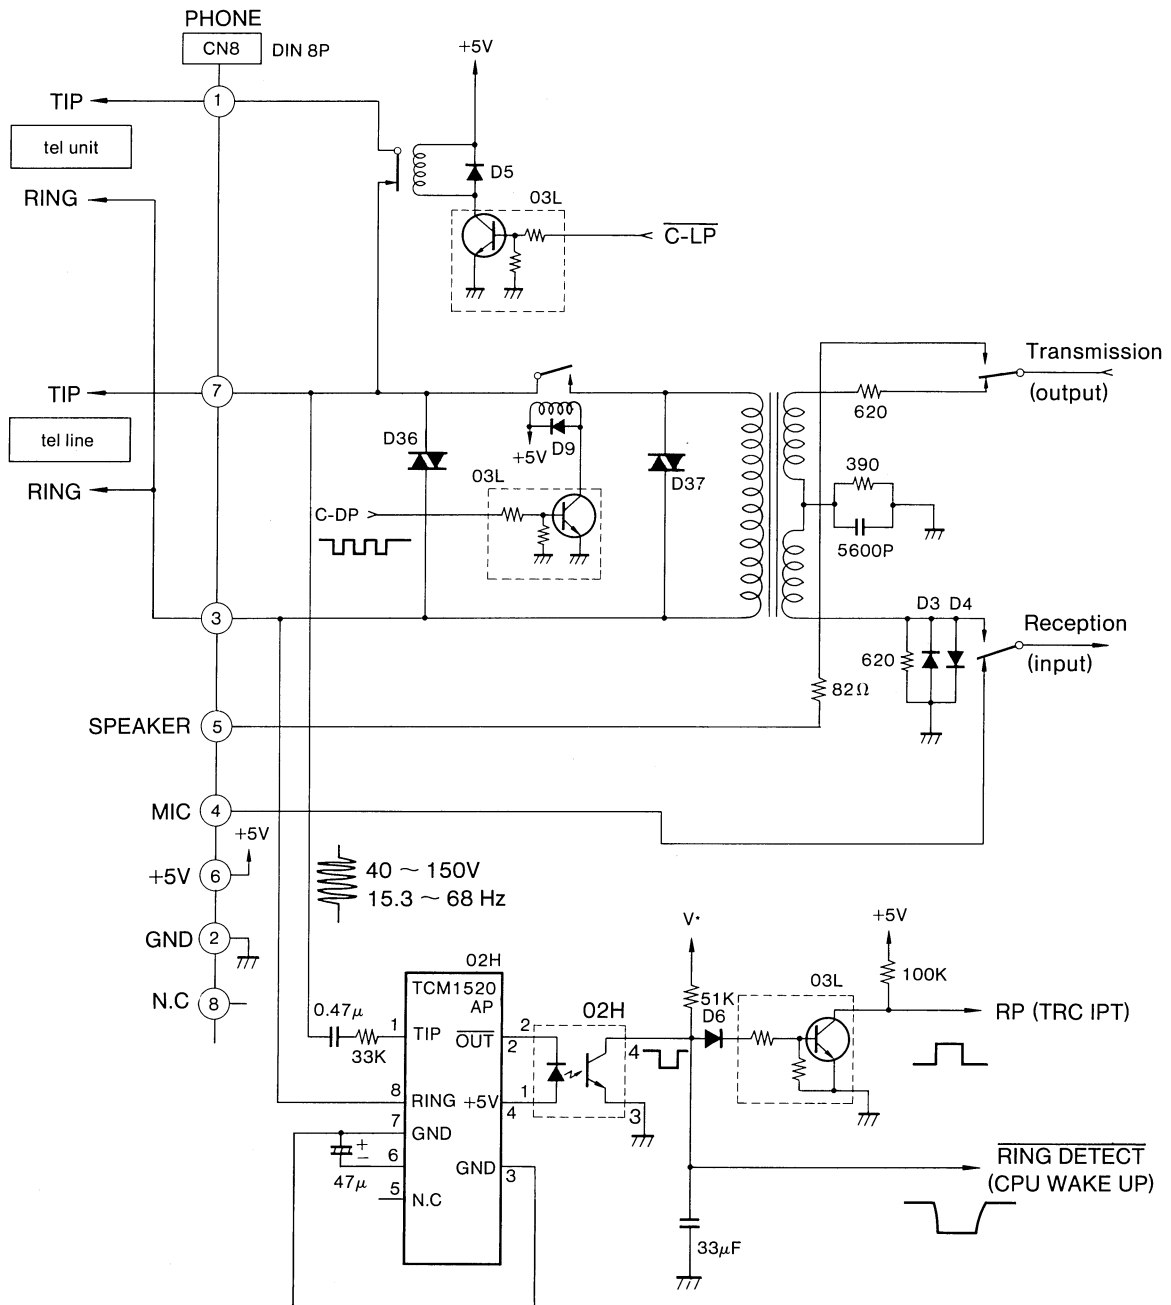 PHONE
CN8
DIN 8P
+5V
TIP
1
tel unit
D5
RING
03L
C-LP
TIP
7
Transmission
(output)
620
tel line
D36
+5V
D9
D37
390
03L
RING
C-DP
5600P
3
D3
D4
Reception
(input)
620
82Ω
SPEAKER
5
MIC
4
+5V
+5V
6
40 ~ 150V
15.3 ~ 68 Hz
V*
+5V
GND
2
02H
100K
N.C
8
TCM1520
AP
51K
03L
0.47μ
02H
D6
RP (TRC IPT)
33K
1
TIP
OUT
2
2
4
8
RING
+5V
1
4
3
7
GND
47μ
+
−
6
GND
3
5
N.C
RING DETECT
(CPU WAKE UP)
33μF